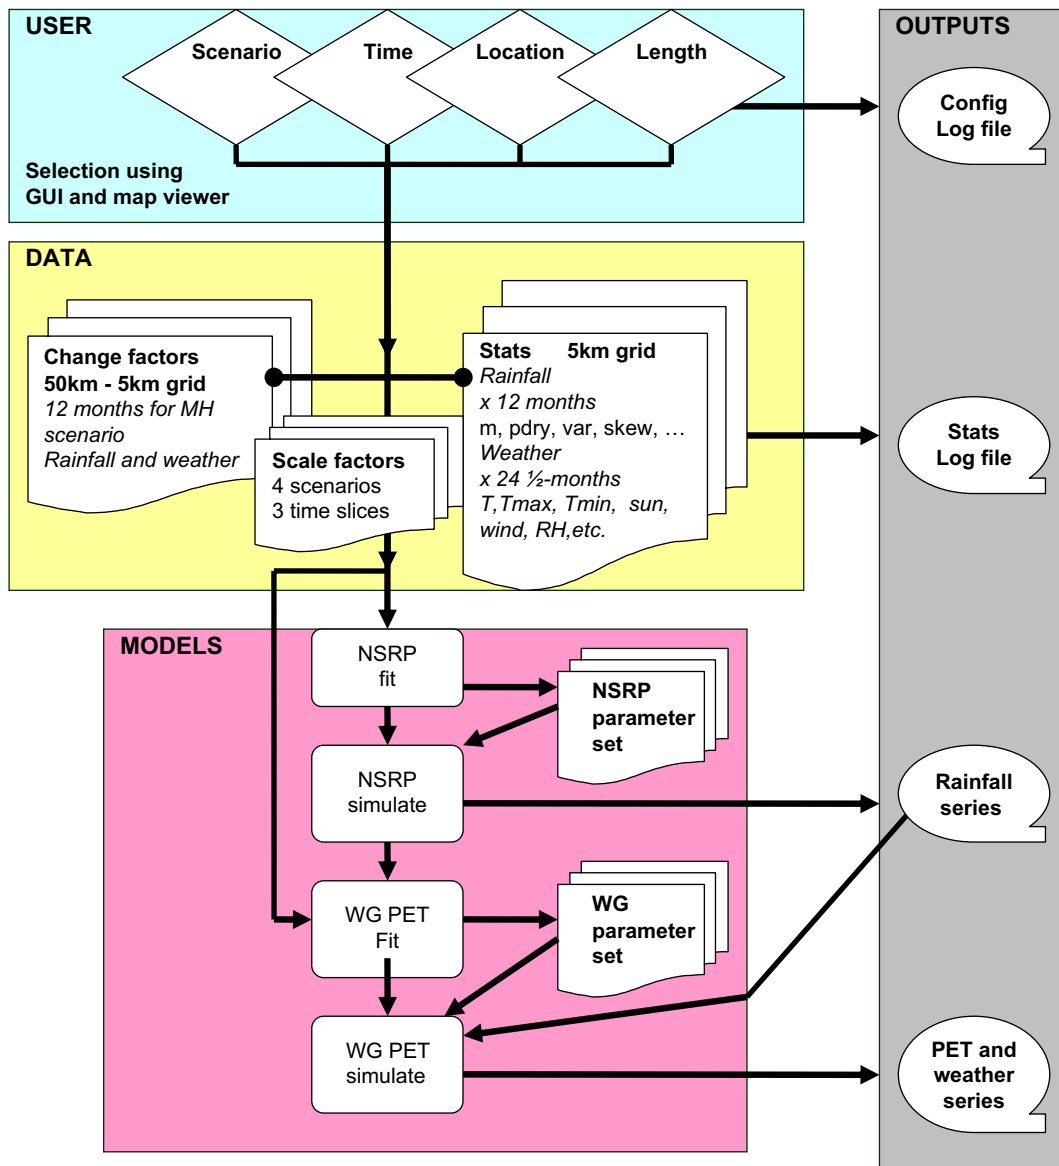 USER
Scenario
Time
Location
Length
Selection using
GUI and map viewer
OUTPUTS
Config
Log file
DATA
Change factors
50km - 5km grid
12 months for MH
scenario
Rainfall and weather
Scale factors
4 scenarios
3 time slices
Stats 5km grid
Rainfall
x 12 months
m, pdry, var, skew, …
Weather
x 24 ½-months
T,Tmax, Tmin, sun,
wind, RH,etc.
Stats
Log file
MODELS
NSRP
fit
NSRP
parameter
set
NSRP
simulate
Rainfall
series
WG PET
Fit
WG
parameter
set
WG PET
simulate
PET and
weather
series